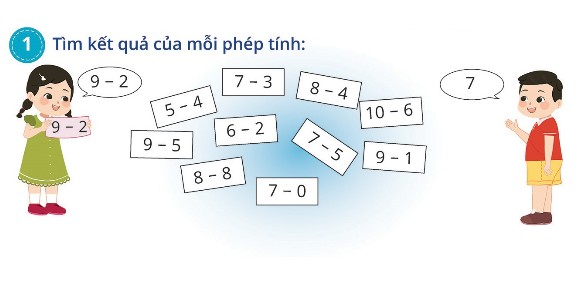 1 Tìm kết quả của mỗi phép tính:
9 – 2
7
7 – 3
8 – 4
5 – 4
10 – 6
9 – 2
6 – 2
9 – 5
7 – 5
9 – 1
8 – 8
7 – 0